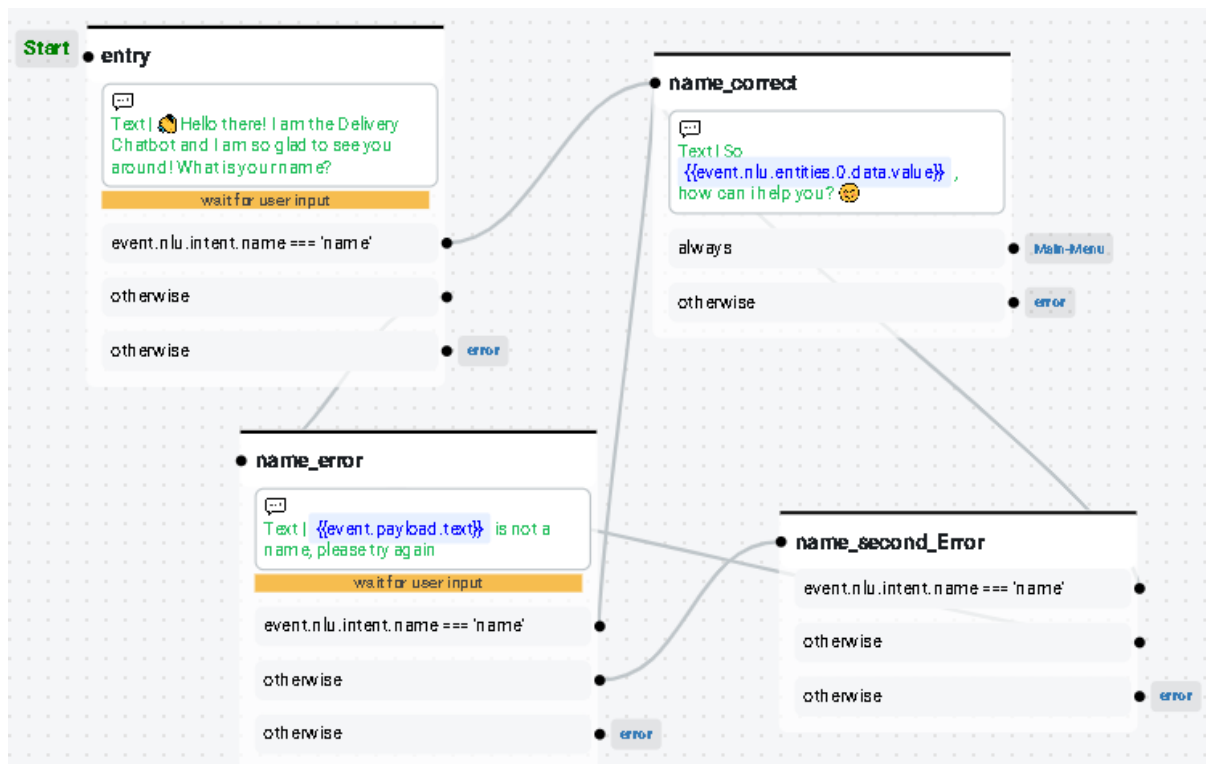 Start
entry
Text | 👏 Hello there! I am the Delivery
Chatbot and I am so glad to see you
around! What is your name?
wait for user input
event.nlu.intent.name === 'name'
otherwise
otherwise
error
name_correct
Text | So
{{event.nlu.entities.0.data.value}} ,
how can i help you? 😊
always
Main-Menu
otherwise
error
name_error
Text | {{event.payload.text}} is not a
name, please try again
wait for user input
event.nlu.intent.name === 'name'
otherwise
otherwise
error
name_second_Error
event.nlu.intent.name === 'name'
otherwise
otherwise
error